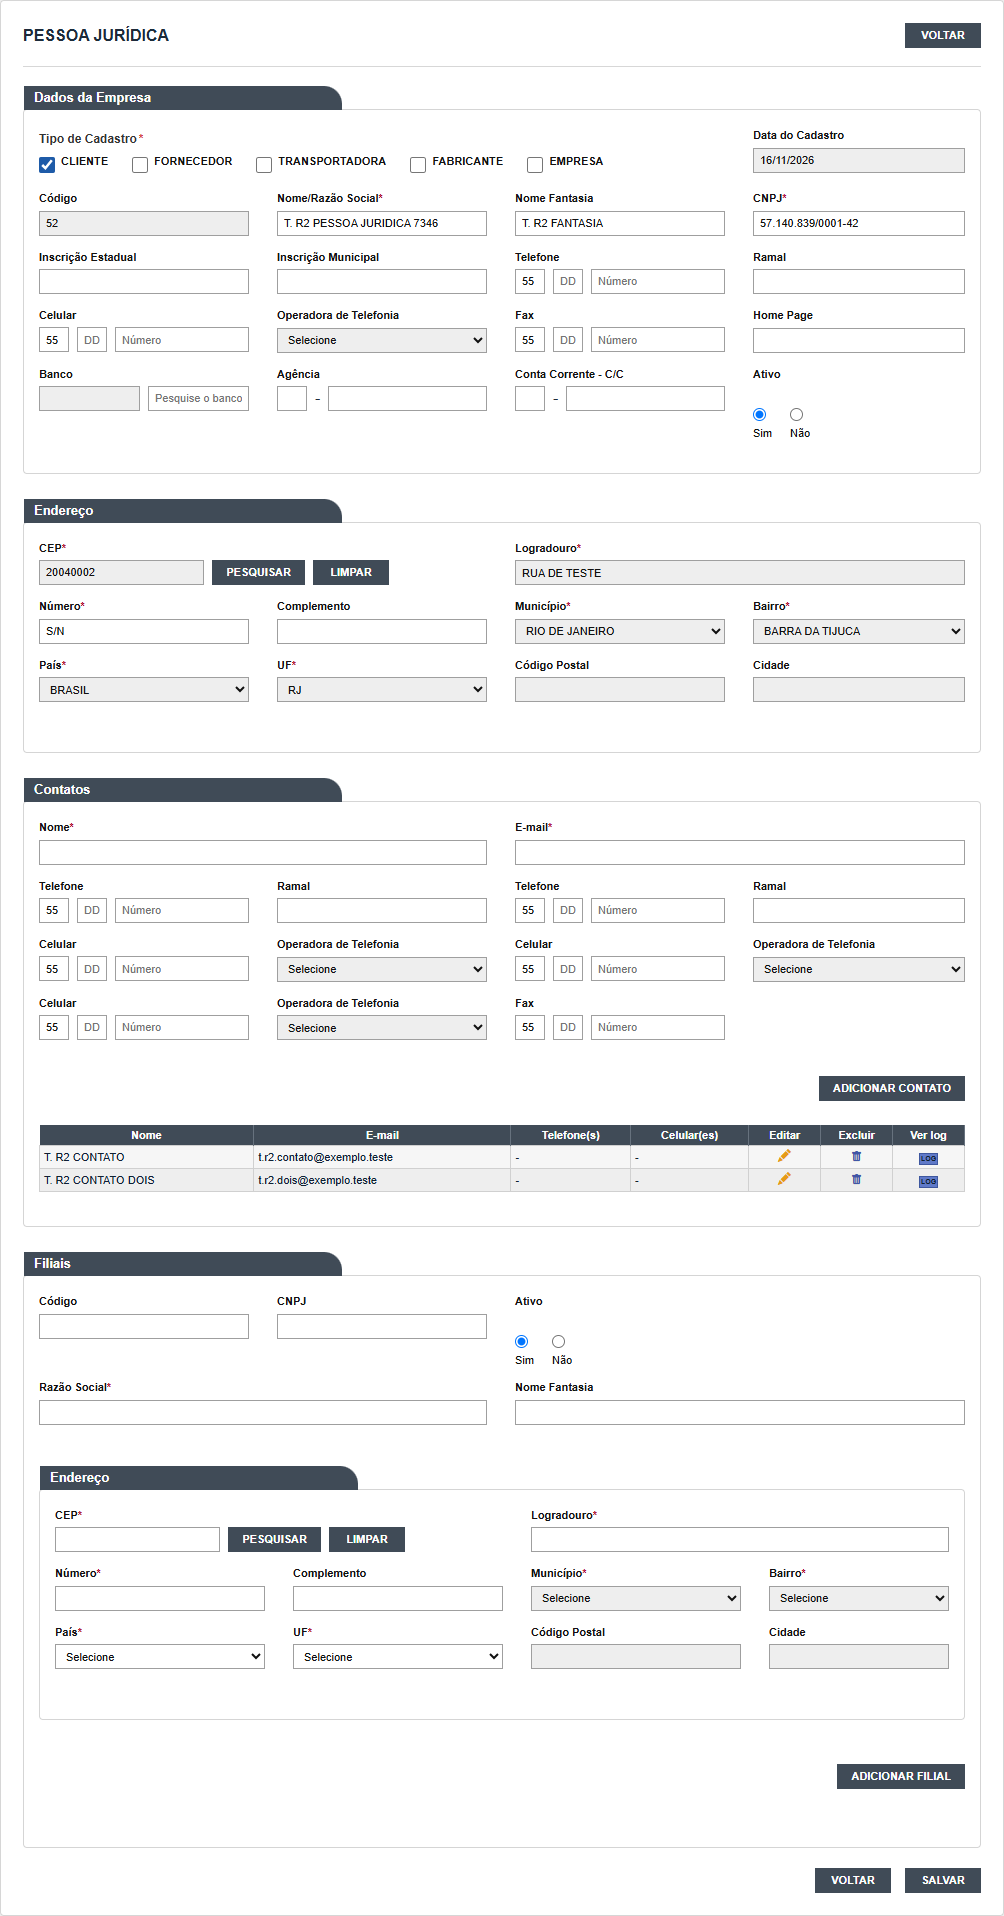 PESSOA JURÍDICA VOLTAR
Dados da Empresa
Tipo de Cadastro* Data do Cadastro
CLIENTE FORNECEDOR TRANSPORTADORA FABRICANTE EMPRESA 16/11/2026
Código Nome/Razão Social* Nome Fantasia CNPJ*
52 T. R2 PESSOA JURIDICA 7346 T. R2 FANTASIA 57.140.839/0001-42
Inscrição Estadual Inscrição Municipal Telefone Ramal
55 DD Número
Celular Operadora de Telefonia Fax Home Page
55 DD Número Selecione 55 DD Número
Banco Agência Conta Corrente - C/C Ativo
Pesquise o banco - -
Sim Não
Endereço
CEP* Logradouro*
20040002 PESQUISAR LIMPAR RUA DE TESTE
Número* Complemento Município* Bairro*
S/N RIO DE JANEIRO BARRA DA TIJUCA
País* UF* Código Postal Cidade
BRASIL RJ
Contatos
Nome* E-mail*
Telefone Ramal Telefone Ramal
55 DD Número 55 DD Número
Celular Operadora de Telefonia Celular Operadora de Telefonia
55 DD Número Selecione 55 DD Número Selecione
Celular Operadora de Telefonia Fax
55 DD Número Selecione 55 DD Número
ADICIONAR CONTATO
Nome E-mail Telefone(s) Celular(es) Editar Excluir Ver log
T. R2 CONTATO t.r2.contato@exemplo.teste - - LOG
T. R2 CONTATO DOIS t.r2.dois@exemplo.teste - - LOG
Filiais
Código CNPJ Ativo
Sim Não
Razão Social* Nome Fantasia
Endereço
CEP* Logradouro*
PESQUISAR LIMPAR
Número* Complemento Município* Bairro*
Selecione Selecione
País* UF* Código Postal Cidade
Selecione Selecione
ADICIONAR FILIAL
VOLTAR SALVAR